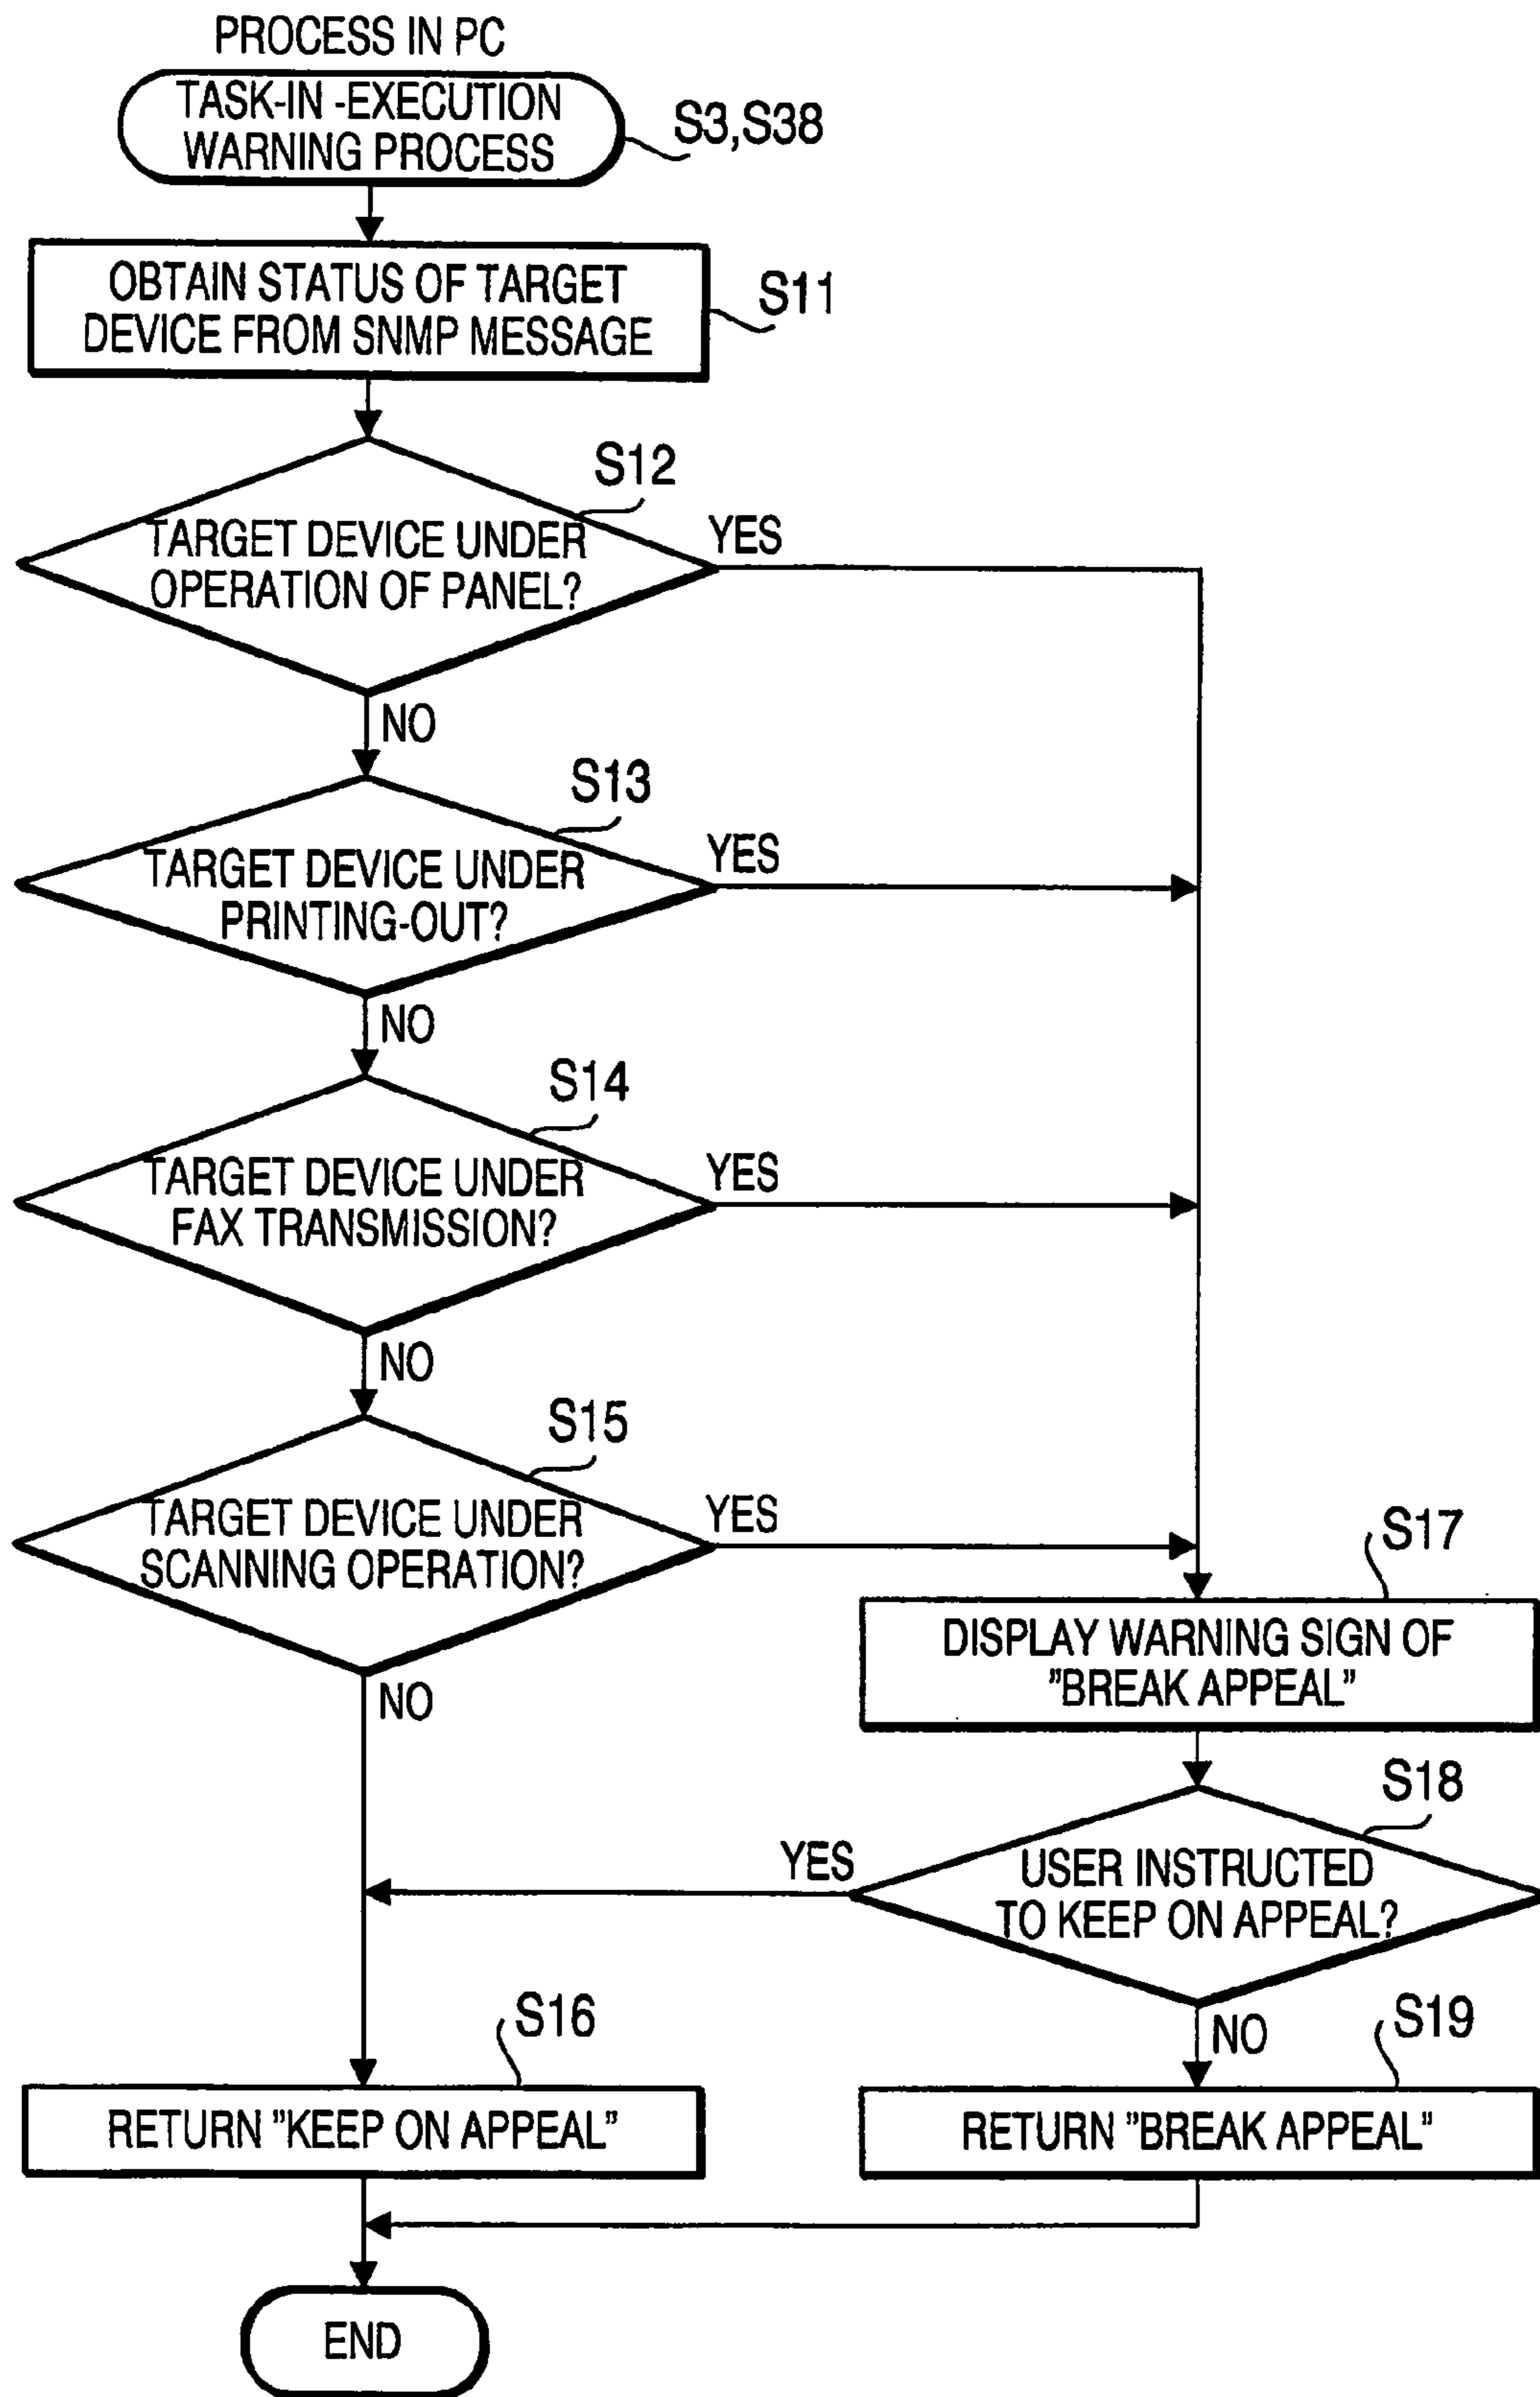 PROCESS IN PC
TASK-IN -EXECUTION
WARNING PROCESS
S3,S38
OBTAIN STATUS OF TARGET
DEVICE FROM SNMP MESSAGE
S11
S12
TARGET DEVICE UNDER
OPERATION OF PANEL?
YES
NO
S13
TARGET DEVICE UNDER
PRINTING-OUT?
YES
NO
S14
TARGET DEVICE UNDER
FAX TRANSMISSION?
YES
NO
S15
TARGET DEVICE UNDER
SCANNING OPERATION?
YES
NO
S17
DISPLAY WARNING SIGN OF
"BREAK APPEAL"
S18
USER INSTRUCTED
TO KEEP ON APPEAL?
YES
NO
S16
RETURN "KEEP ON APPEAL"
S19
RETURN "BREAK APPEAL"
END